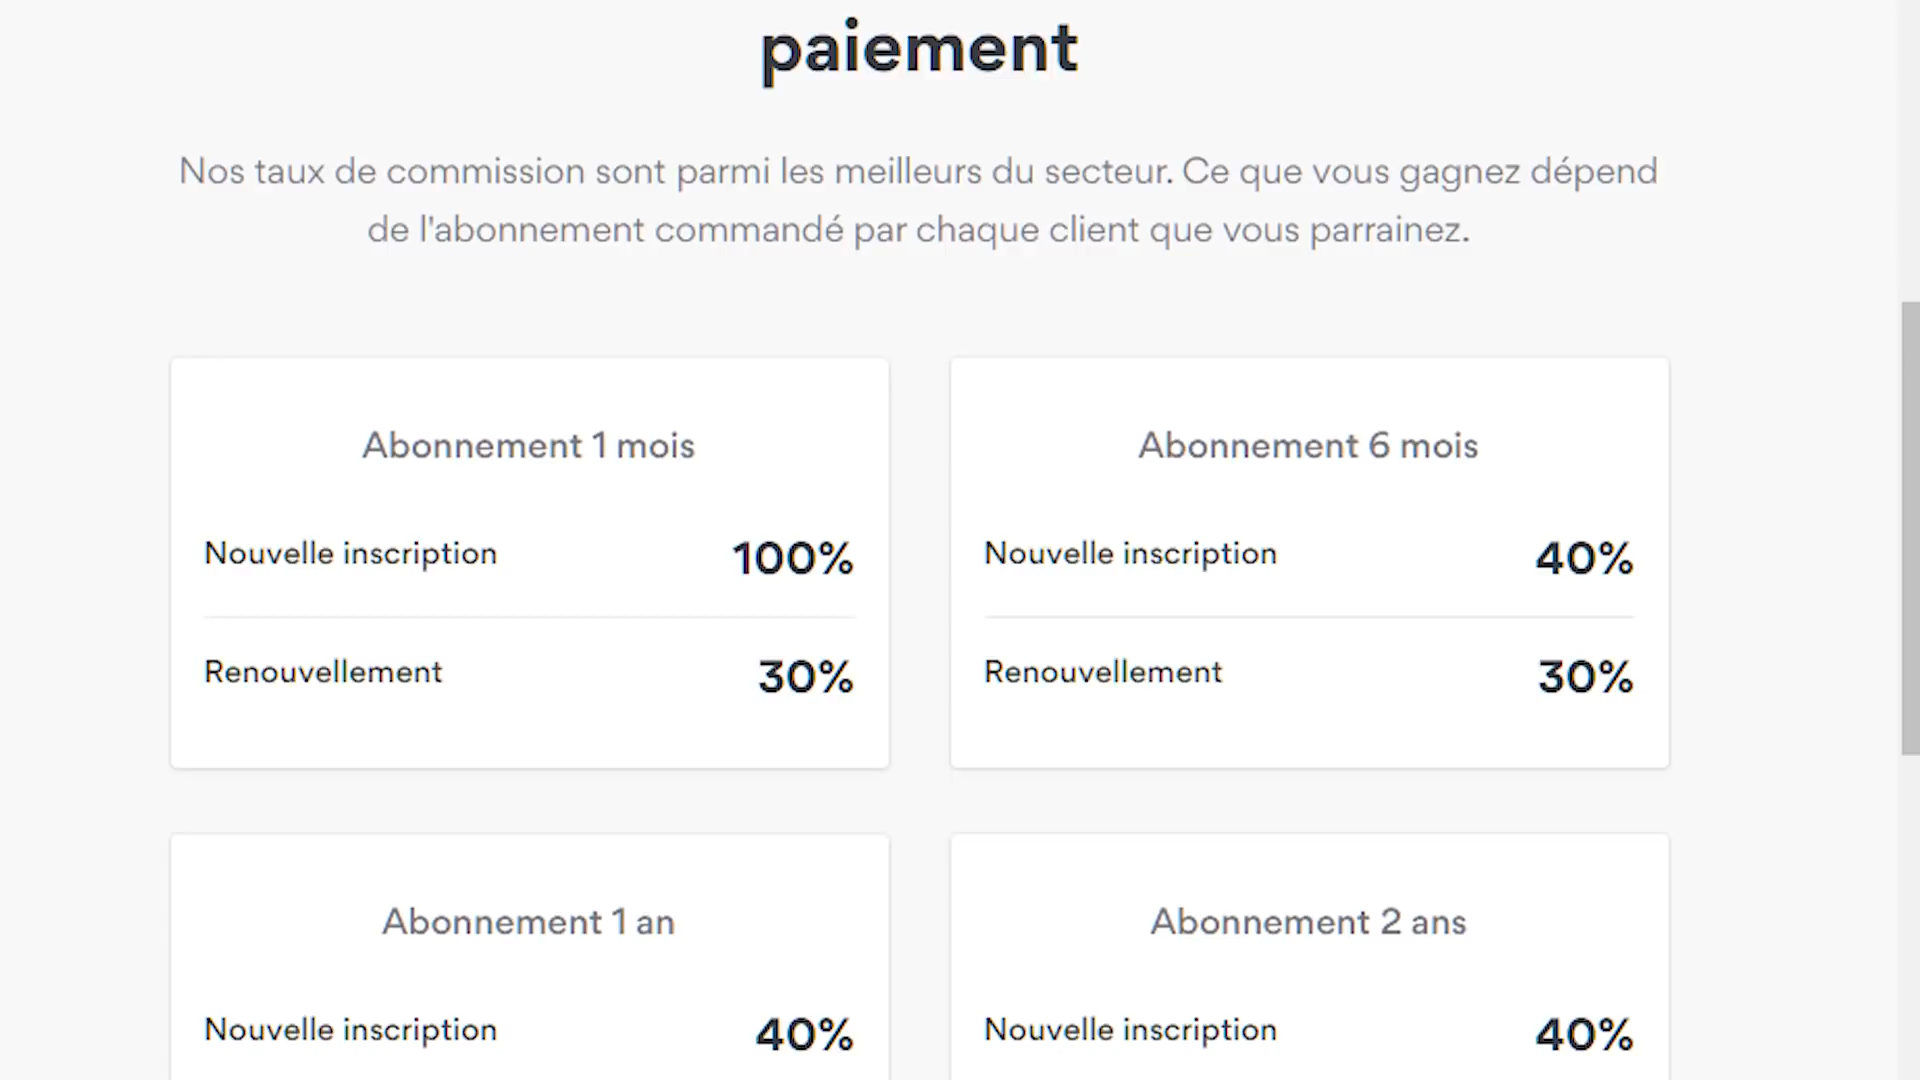 paiement
Nos taux de commission sont parmi les meilleurs du secteur. Ce que vous gagnez dépend
de l'abonnement commandé par chaque client que vous parrainez.
Abonnement 1 mois
Nouvelle inscription 100%
Renouvellement 30%
Abonnement 6 mois
Nouvelle inscription 40%
Renouvellement 30%
Abonnement 1 an
Nouvelle inscription 40%
Abonnement 2 ans
Nouvelle inscription 40%